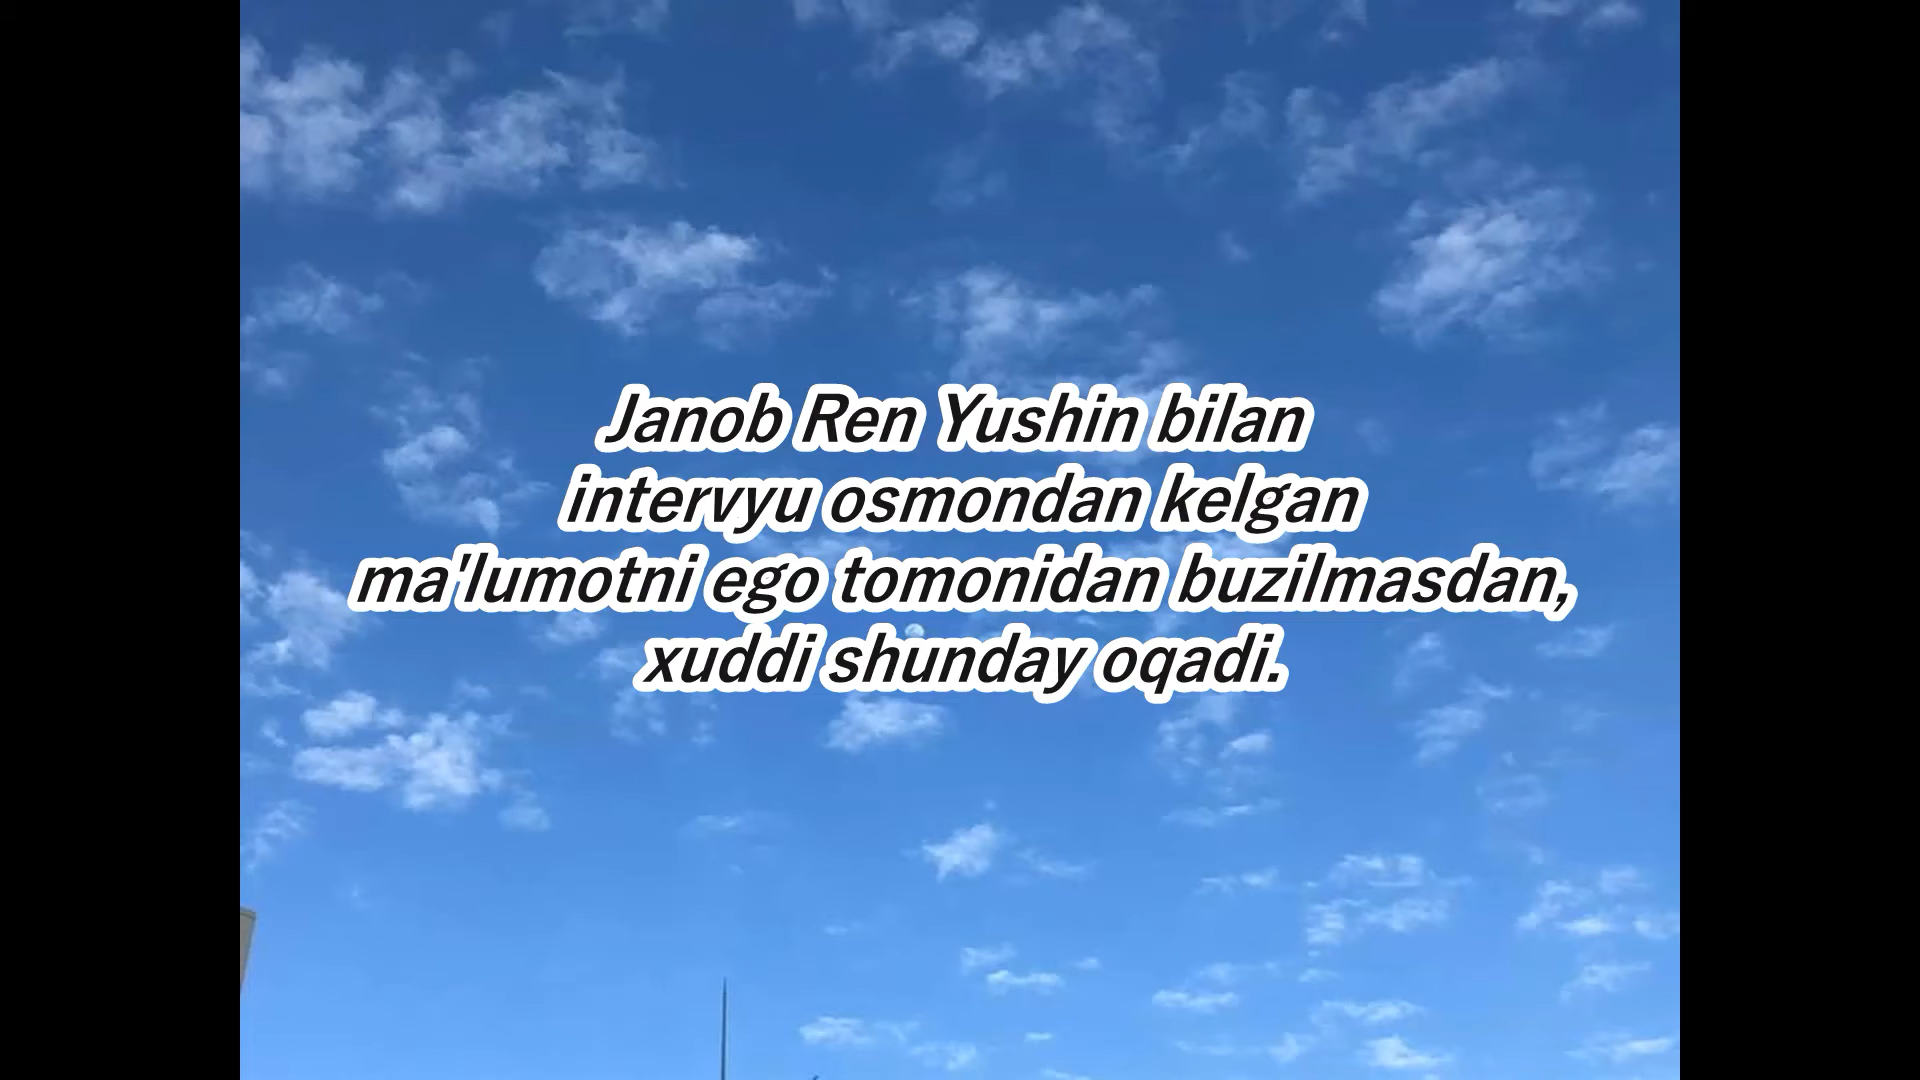 Janob Ren Yushin bilan
intervyu osmondan kelgan
ma'lumotni ego tomonidan buzilmasdan,
xuddi shunday oqadi.